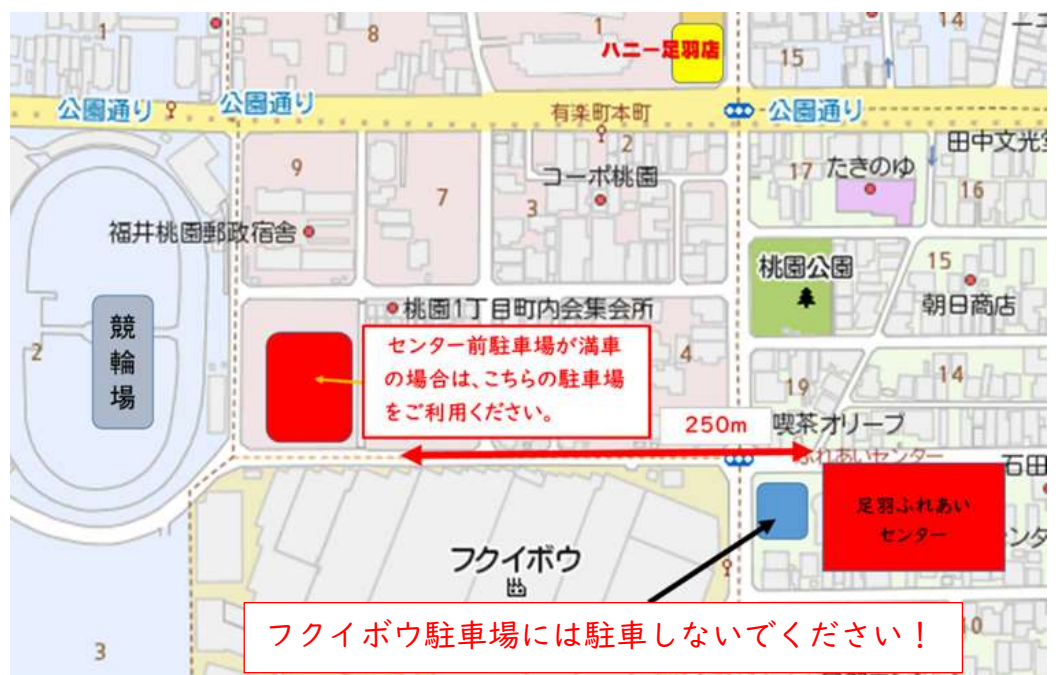 1
8
1
ハニー足羽店
15
14
公園通り
公園通り
有楽町本町
公園通り
2
田中文光堂
9
コーポ桃園
17
たきのゆ
16
7
3
福井桃園郵政宿舎
桃園公園
15
朝日商店
桃園1丁目町内会集会所
競輪場
2
センター前駐車場が満車
の場合は、こちらの駐車場
をご利用ください。
4
19
14
250m
喫茶オリーブ
ふれあいセンター
石田
足羽ふれあい
センター
ンタ
11
フクイボウ
フクイボウ駐車場には駐車しないでください!
10
3